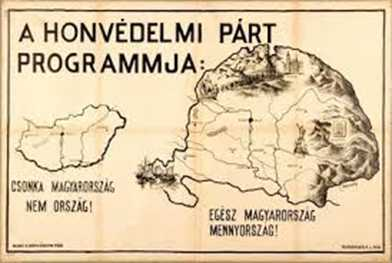 A HONVÉDELMI PÁRT
PROGRAMMJA:
CSONKA MAGYARORSZÁG
NEM ORSZÁG!
EGÉSZ MAGYARORSZÁG
MENNYORSZÁG!